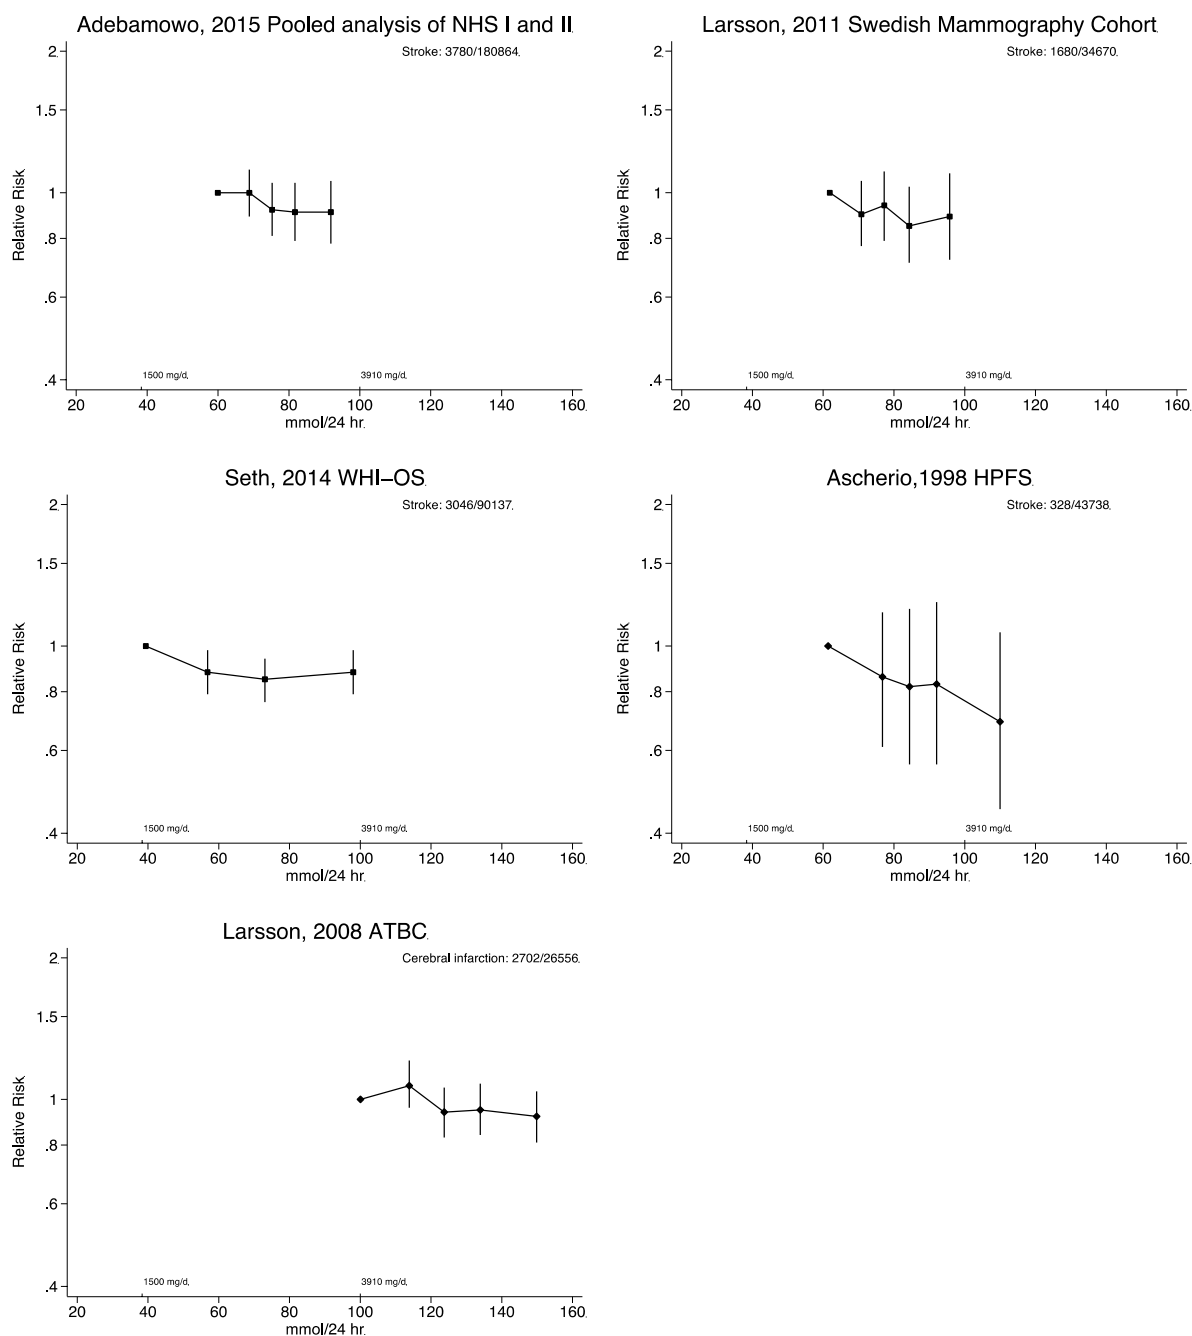 Adebamowo, 2015 Pooled analysis of NHS I and II
Stroke: 3780/180864
2
1.5
1
.8
.6
.4
Relative Risk
1500 mg/d
3910 mg/d
20 40 60 80 100 120 140 160
mmol/24 hr
Larsson, 2011 Swedish Mammography Cohort
Stroke: 1680/34670
2
1.5
1
.8
.6
.4
Relative Risk
1500 mg/d
3910 mg/d
20 40 60 80 100 120 140 160
mmol/24 hr
Seth, 2014 WHI–OS
Stroke: 3046/90137
2
1.5
1
.8
.6
.4
Relative Risk
1500 mg/d
3910 mg/d
20 40 60 80 100 120 140 160
mmol/24 hr
Ascherio,1998 HPFS
Stroke: 328/43738
2
1.5
1
.8
.6
.4
Relative Risk
1500 mg/d
3910 mg/d
20 40 60 80 100 120 140 160
mmol/24 hr
Larsson, 2008 ATBC
Cerebral infarction: 2702/26556
2
1.5
1
.8
.6
.4
Relative Risk
1500 mg/d
3910 mg/d
20 40 60 80 100 120 140 160
mmol/24 hr